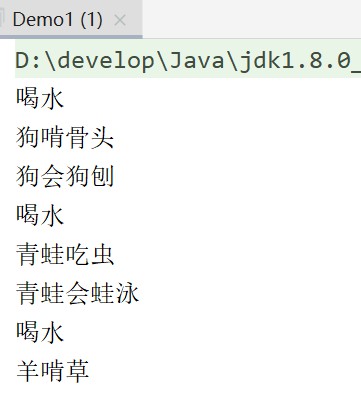 Demo1 (1)
D:\develop\Java\jdk1.8.0_
喝水
狗啃骨头
狗会狗刨
喝水
青蛙吃虫
青蛙会蛙泳
喝水
羊啃草